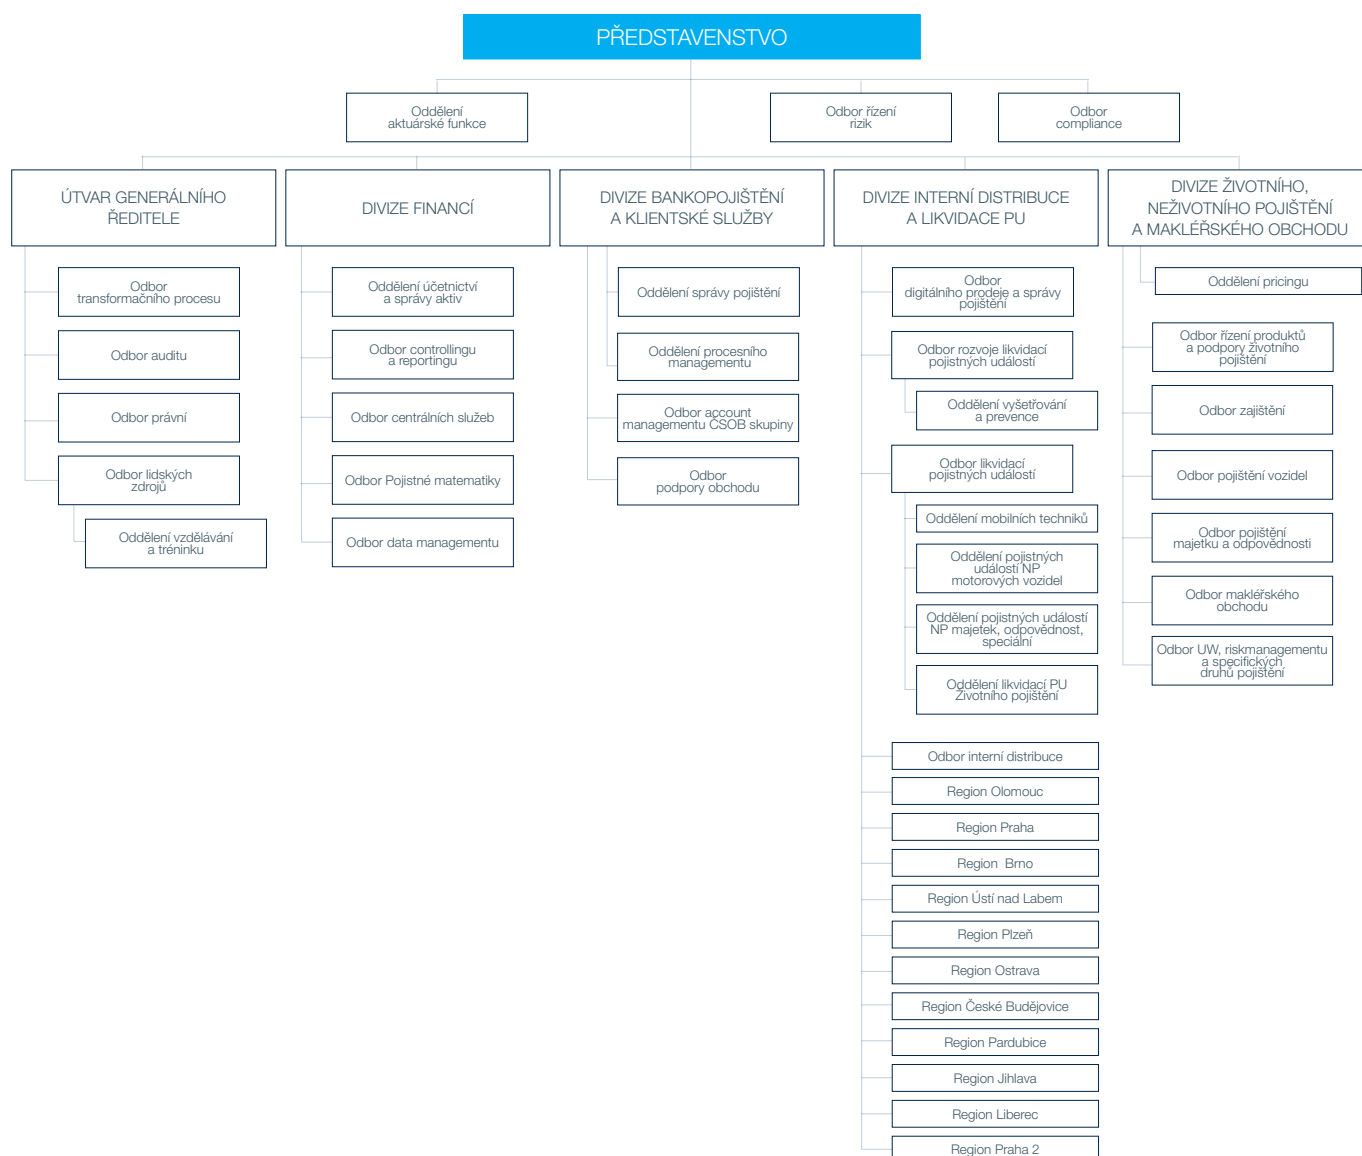 PŘEDSTAVENSTVO
Oddělení
aktuárské funkce
Odbor řízení
rizik
Odbor
compliance
ÚTVAR GENERÁLNÍHO
ŘEDITELE
DIVIZE FINANCÍ
DIVIZE BANKOPOJIŠTĚNÍ
A KLIENTSKÉ SLUŽBY
DIVIZE INTERNÍ DISTRIBUCE
A LIKVIDACE PU
DIVIZE ŽIVOTNÍHO,
NEŽIVOTNÍHO POJIŠTĚNÍ
A MAKLÉŘSKÉHO OBCHODU
Odbor
transformačního procesu
Odbor auditu
Odbor právní
Odbor lidských
zdrojů
Oddělení vzdělávání
a tréninku
Oddělení účetnictví
a správy aktiv
Odbor controllingu
a reportingu
Odbor centrálních služeb
Odbor Pojistné matematiky
Odbor data managementu
Oddělení správy pojištění
Oddělení procesního
managementu
Odbor account
managementu ČSOB skupiny
Odbor
podpory obchodu
Odbor
digitálního prodeje a správy
pojištění
Odbor rozvoje likvidací
pojistných událostí
Oddělení vyšetřování
a prevence
Odbor likvidací
pojistných událostí
Oddělení mobilních techniků
Oddělení pojistných
událostí NP
motorových vozidel
Oddělení pojistných událostí
NP majetek, odpovědnost,
speciální
Oddělení likvidací PU
Životního pojištění
Odbor interní distribuce
Region Olomouc
Region Praha
Region Brno
Region Ústí nad Labem
Region Plzeň
Region Ostrava
Region České Budějovice
Region Pardubice
Region Jihlava
Region Liberec
Region Praha 2
Oddělení pricingu
Odbor řízení produktů
a podpory životního
pojištění
Odbor zajištění
Odbor pojištění vozidel
Odbor pojištění
majetku a odpovědnosti
Odbor makléřského
obchodu
Odbor UW, riskmanagementu
a specifických
druhů pojištění